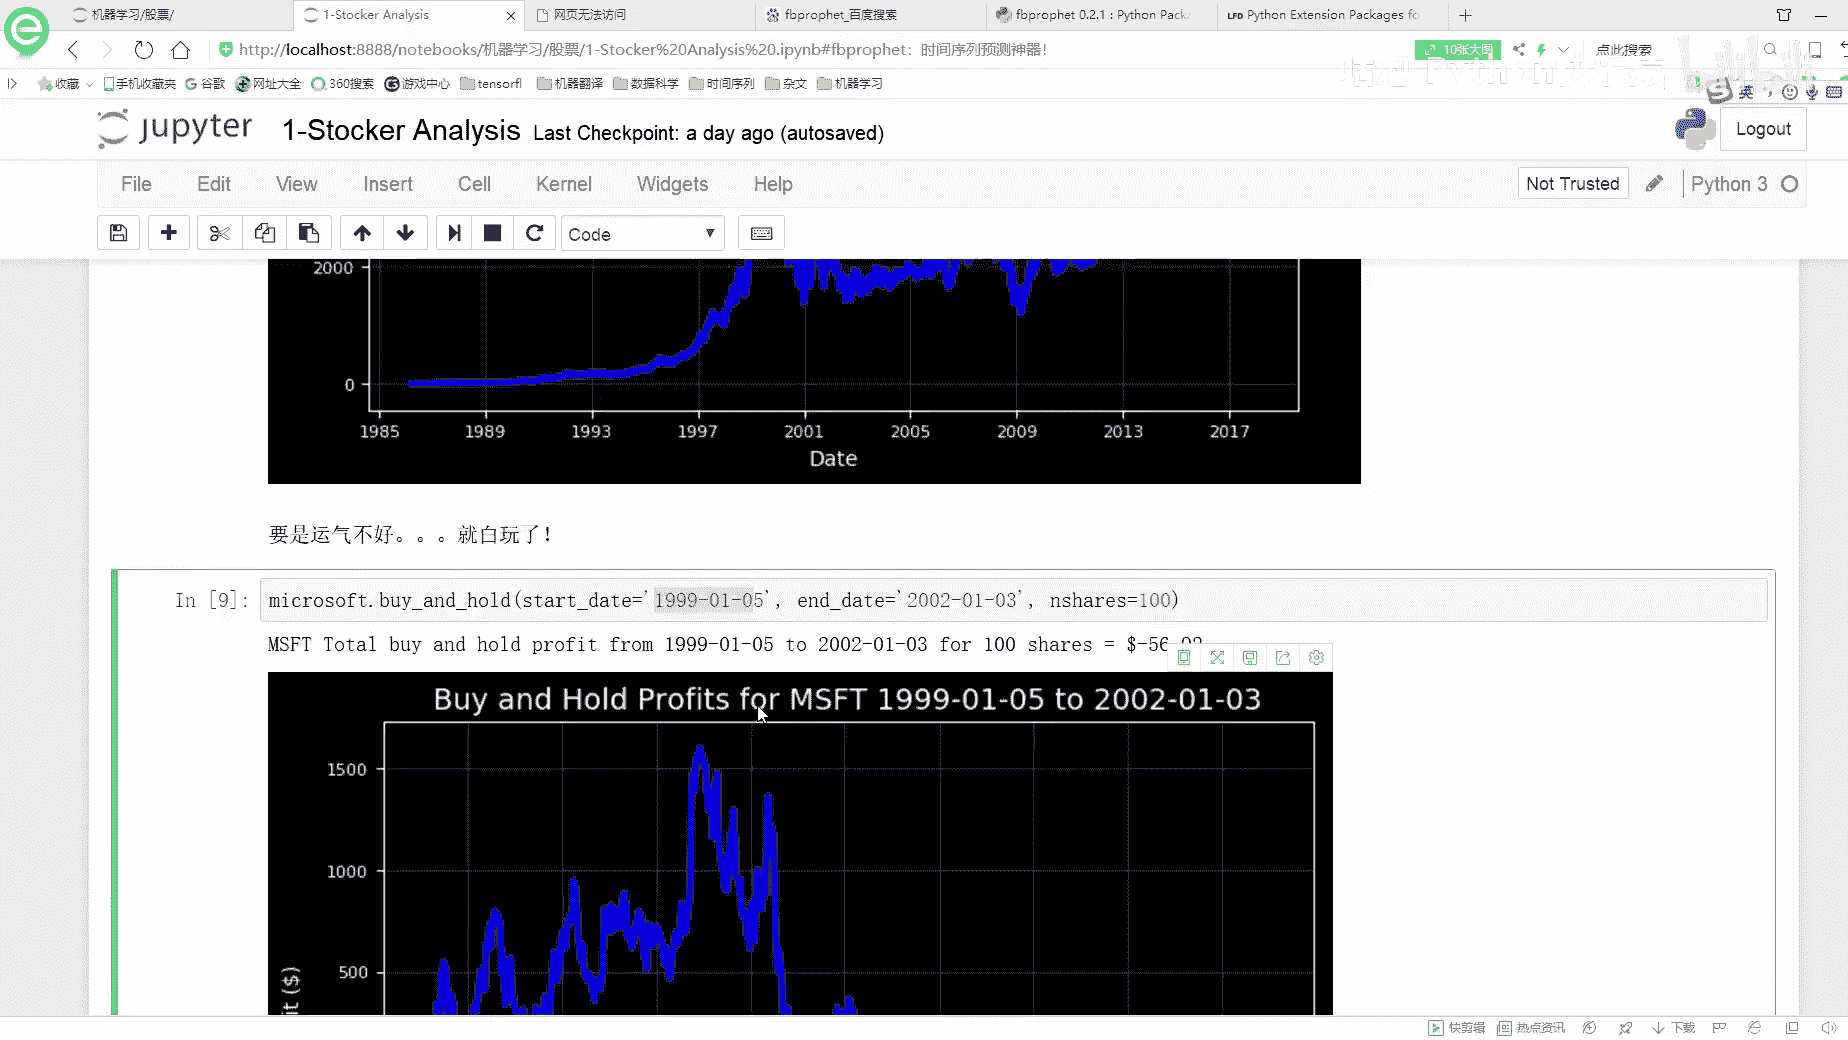 机器学习/股票/
1-Stocker Analysis
网页无法访问
fbprophet_百度搜索
fbprophet 0.2.1 : Python Pack
LFD Python Extension Packages fo
http://localhost:8888/notebooks/机器学习/股票/1-Stocker%20Analysis%20.ipynb#fbprophet：时间序列预测神器!
10张大图
点此搜索
收藏
手机收藏夹
谷歌
网址大全
360搜索
游戏中心
tensorfl
机器翻译
数据科学
时间序列
杂文
机器学习
英
jupyter
1-Stocker Analysis
Last Checkpoint: a day ago (autosaved)
Logout
File Edit View Insert Cell Kernel Widgets Help
Not Trusted
Python 3
Code
2000
0
1985 1989 1993 1997 2001 2005 2009 2013 2017
Date
要是运气不好。。。就白玩了!
In [9]:
microsoft.buy_and_hold(start_date='1999-01-05', end_date='2002-01-03', nshares=100)
MSFT Total buy and hold profit from 1999-01-05 to 2002-01-03 for 100 shares = $-56
Buy and Hold Profits for MSFT 1999-01-05 to 2002-01-03
1500
1000
500
it ($)
快剪辑
热点资讯
下载